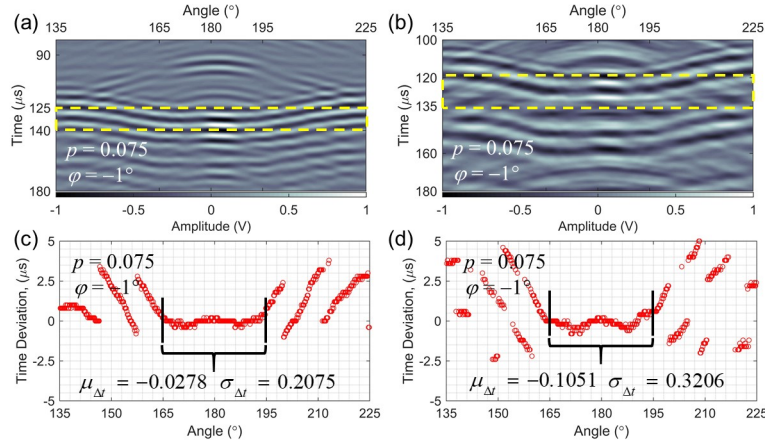 (a)
Angle (°)
135 165 180 195 225
90
125
140
180
Time (μs)
p = 0.075
φ = −1°
-1 -0.5 0 0.5 1
Amplitude (V)
(b)
Angle (°)
135 165 180 195 225
100
120
135
180
Time (μs)
p = 0.075
φ = −1°
-1 -0.5 0 0.5 1
Amplitude (V)
(c)
5
2.5
0
-2.5
-5
Time Deviation, (μs)
p = 0.075
φ = −1°
μΔt = −0.0278 σΔt = 0.2075
135 150 165 180 195 210 225
Angle (°)
(d)
5
2.5
0
-2.5
-5
Time Deviation, (μs)
p = 0.075
φ = −1°
μΔt = −0.1051 σΔt = 0.3206
135 150 165 180 195 210 225
Angle (°)